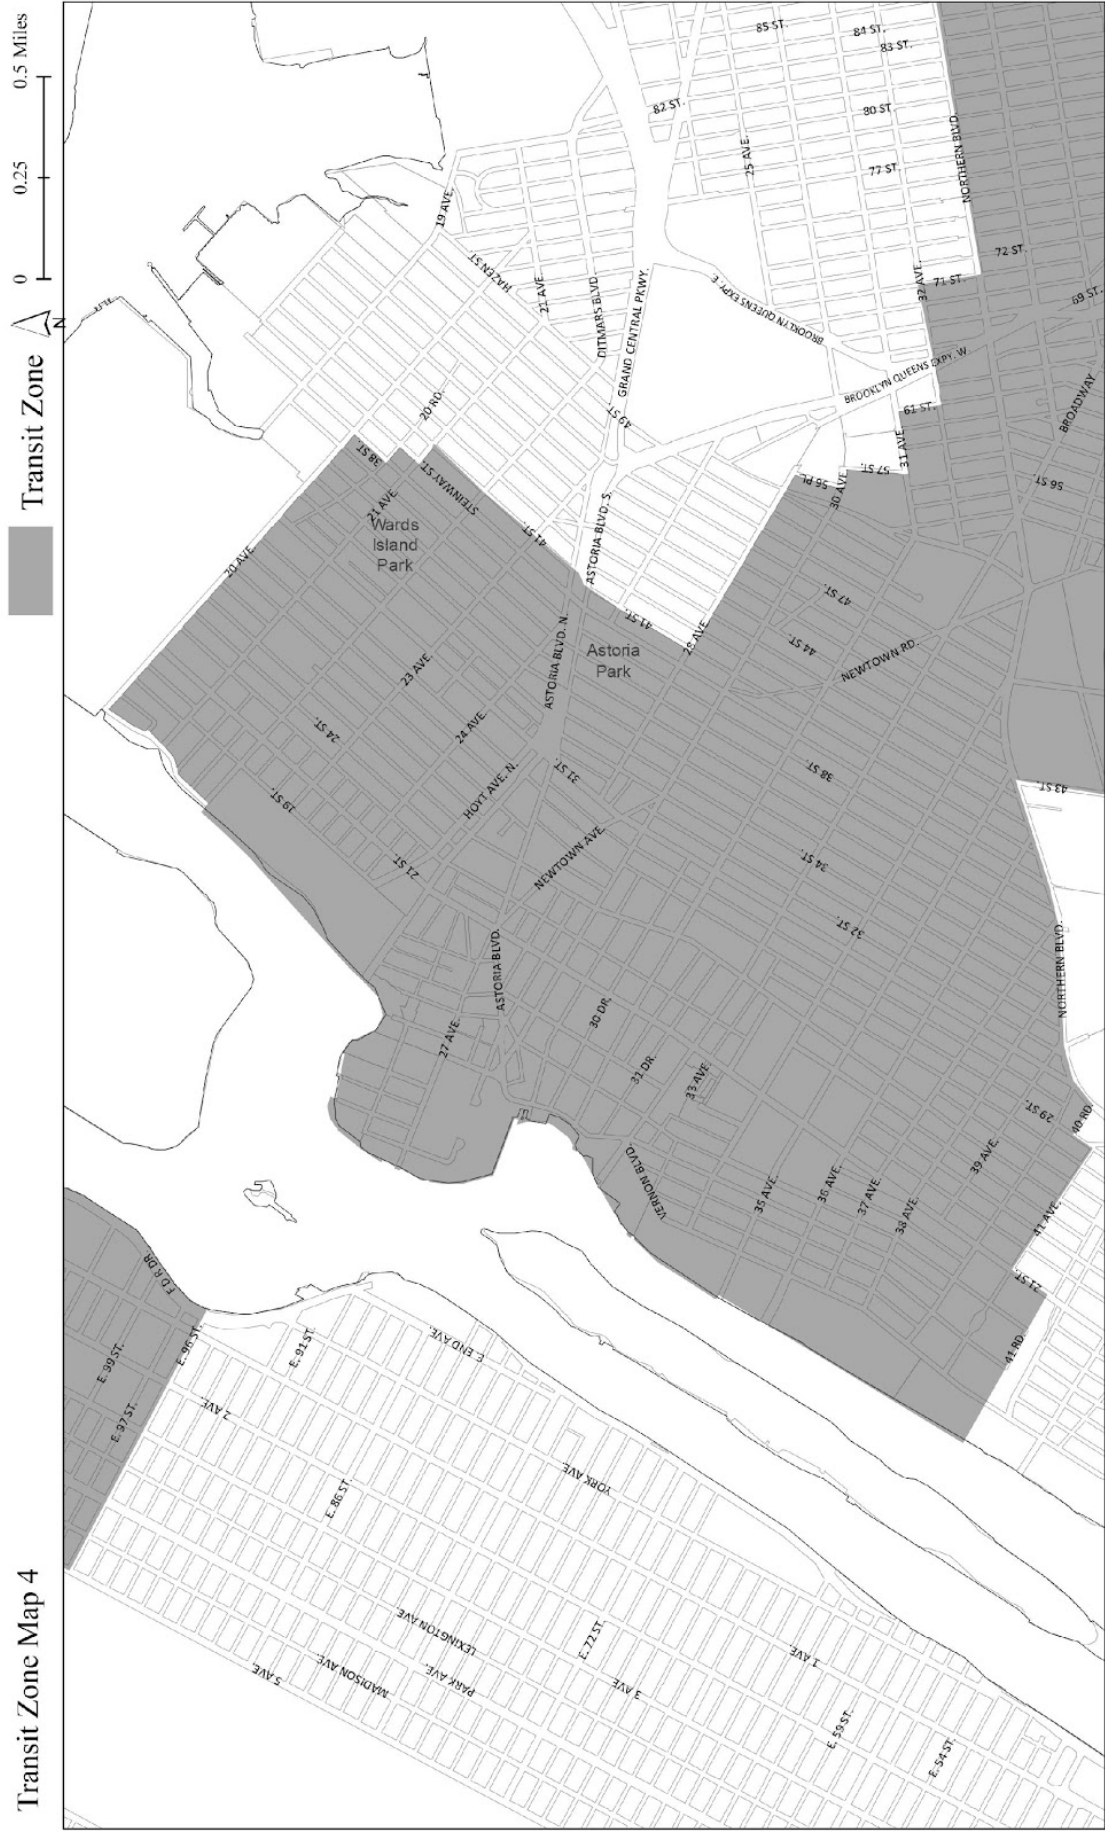 Transit Zone Map 4
Transit Zone
N
0 0.25 0.5 Miles
85 ST.
84 ST.
83 ST.
82 ST.
80 ST.
25 AVE.
77 ST.
NORTHERN BLVD.
72 ST.
71 ST.
32 AVE.
69 ST.
19 AVE.
HAZEN ST.
21 AVE.
DITMARS BLVD.
GRAND CENTRAL PKWY.
BROOKLYN QUEENS EXPY. E.
BROOKLYN QUEENS EXPY. W.
20 RD.
49 ST.
61 ST.
BROADWAY
38 ST.
STEINWAY ST.
21 AVE.
Wards
Island
Park
31 AVE.
57 ST.
56 PL.
30 AVE.
56 ST.
41 ST.
ASTORIA BLVD. S.
20 AVE.
47 ST.
41 ST.
28 AVE.
44 ST.
NEWTOWN RD.
Astoria
Park
ASTORIA BLVD. N.
23 AVE.
24 ST.
24 AVE.
31 ST.
38 ST.
43 ST.
HOYT AVE. N.
19 ST.
21 ST.
NEWTOWN AVE.
34 ST.
32 ST.
ASTORIA BLVD.
NORTHERN BLVD.
27 AVE.
30 DR.
31 DR.
33 AVE.
29 ST.
40 RD.
39 AVE.
VERNON BLVD.
35 AVE.
36 AVE.
37 AVE.
38 AVE.
41 AVE.
21 ST.
41 RD.
F D R DR.
E. 96 ST.
E. 99 ST.
E. 97 ST.
E. 91 ST.
E END AVE.
2 AVE.
E. 86 ST.
YORK AVE.
LEXINGTON AVE.
E. 72 ST.
1 AVE.
5 AVE.
MADISON AVE.
PARK AVE.
3 AVE.
E. 59 ST.
E. 54 ST.